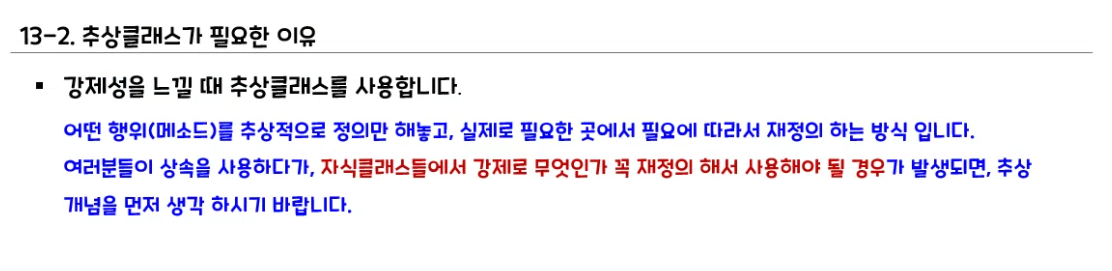 13-2. 추상클래스가 필요한 이유
▪ 강제성을 느낄 때 추상클래스를 사용합니다.
어떤 행위(메소드)를 추상적으로 정의만 해놓고, 실제로 필요한 곳에서 필요에 따라서 재정의 하는 방식 입니다.
여러분들이 상속을 사용하다가, 자식클래스들에서 강제로 무엇인가 꼭 재정의 해서 사용해야 될 경우가 발생되면, 추상
개념을 먼저 생각 하시기 바랍니다.